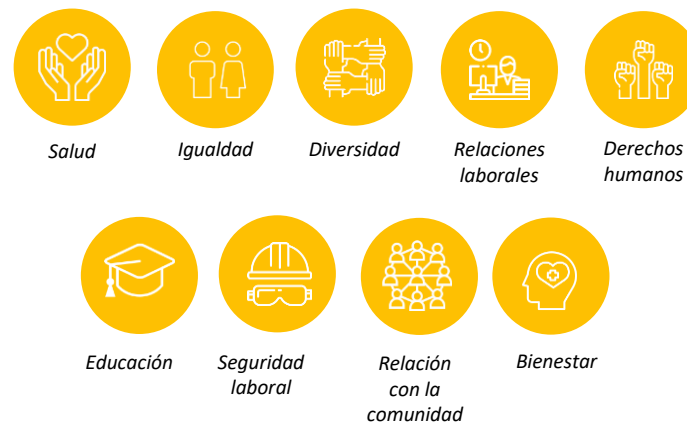 Salud
Igualdad
Diversidad
Relaciones
laborales
Derechos
humanos
Educación
Seguridad
laboral
Relación
con la
comunidad
Bienestar